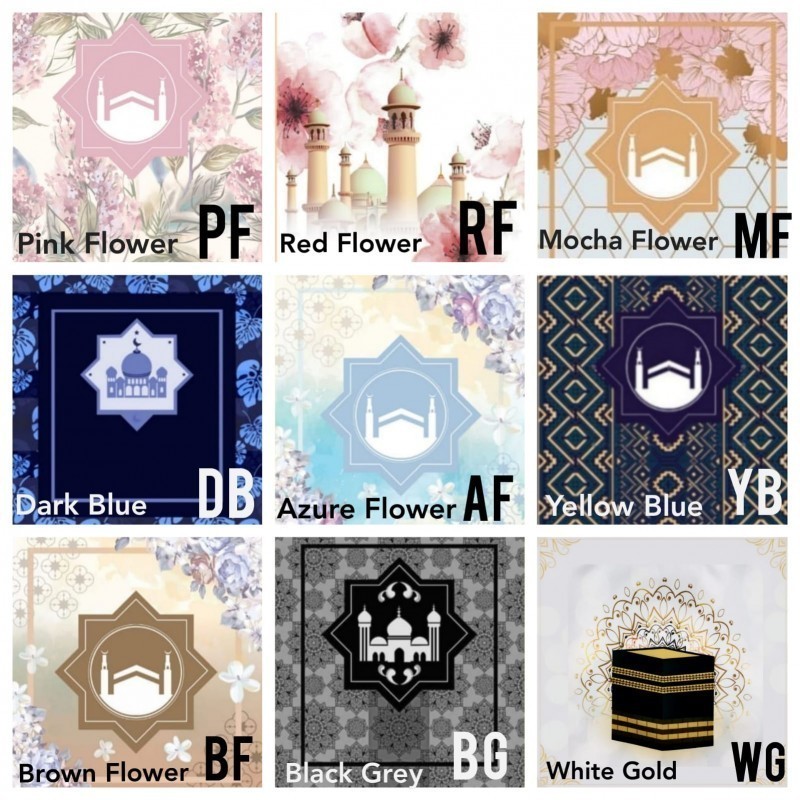 Pink Flower PF
Red Flower RF
Mocha Flower MF
Dark Blue DB
Azure Flower AF
Yellow Blue YB
Brown Flower BF
Black Grey BG
White Gold WG